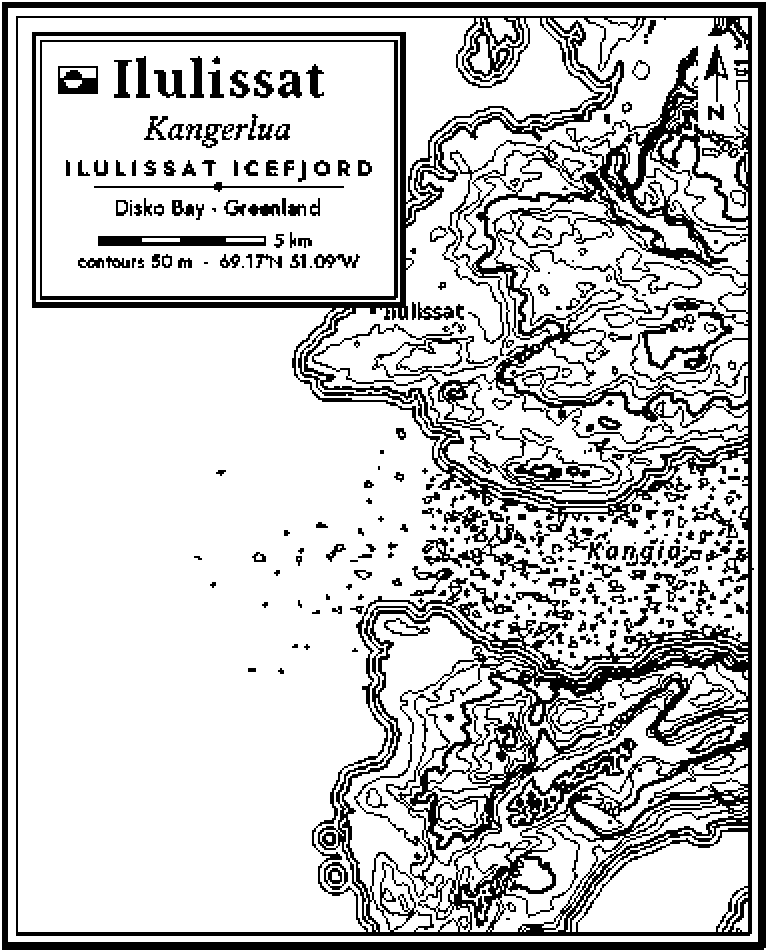 Ilulissat
Kangerlua
ILULISSAT ICEFJORD
Disko Bay · Greenland
5 km
contours 50 m - 69.17°N 51.09°W
N
Ilulissat
Kangia